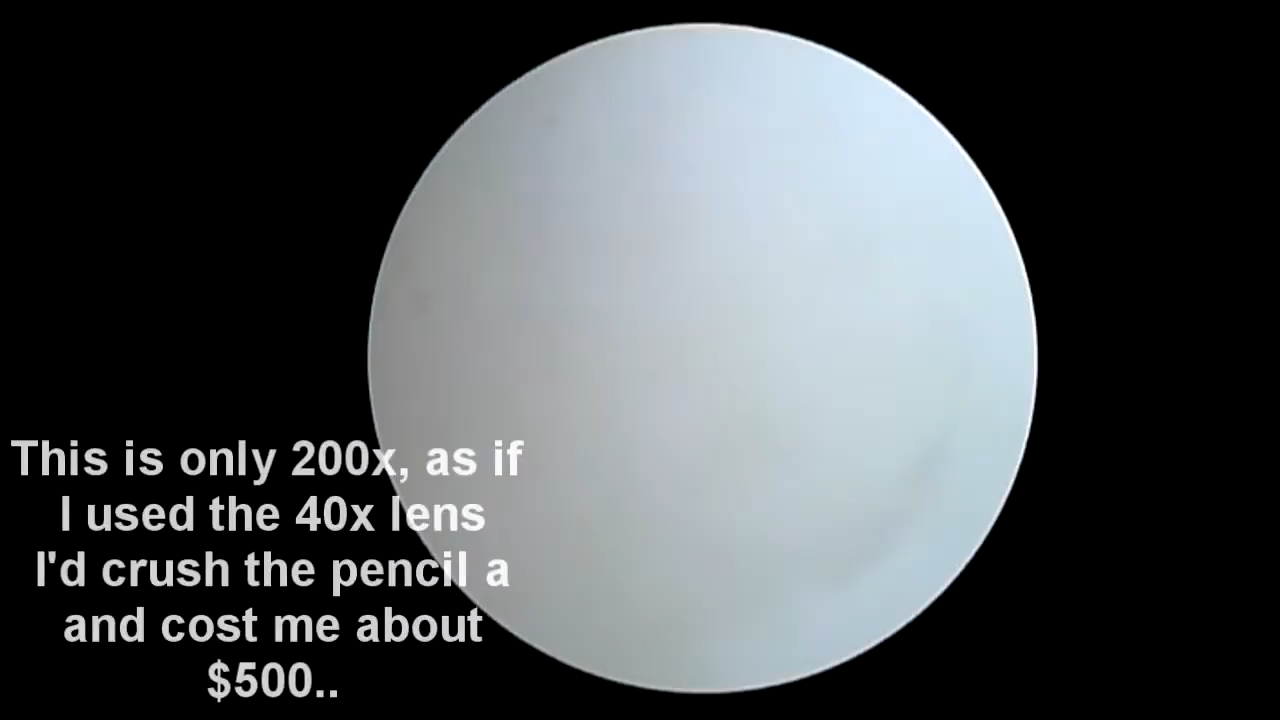 This is only 200x, as if
I used the 40x lens
I'd crush the pencil a
and cost me about
$500..